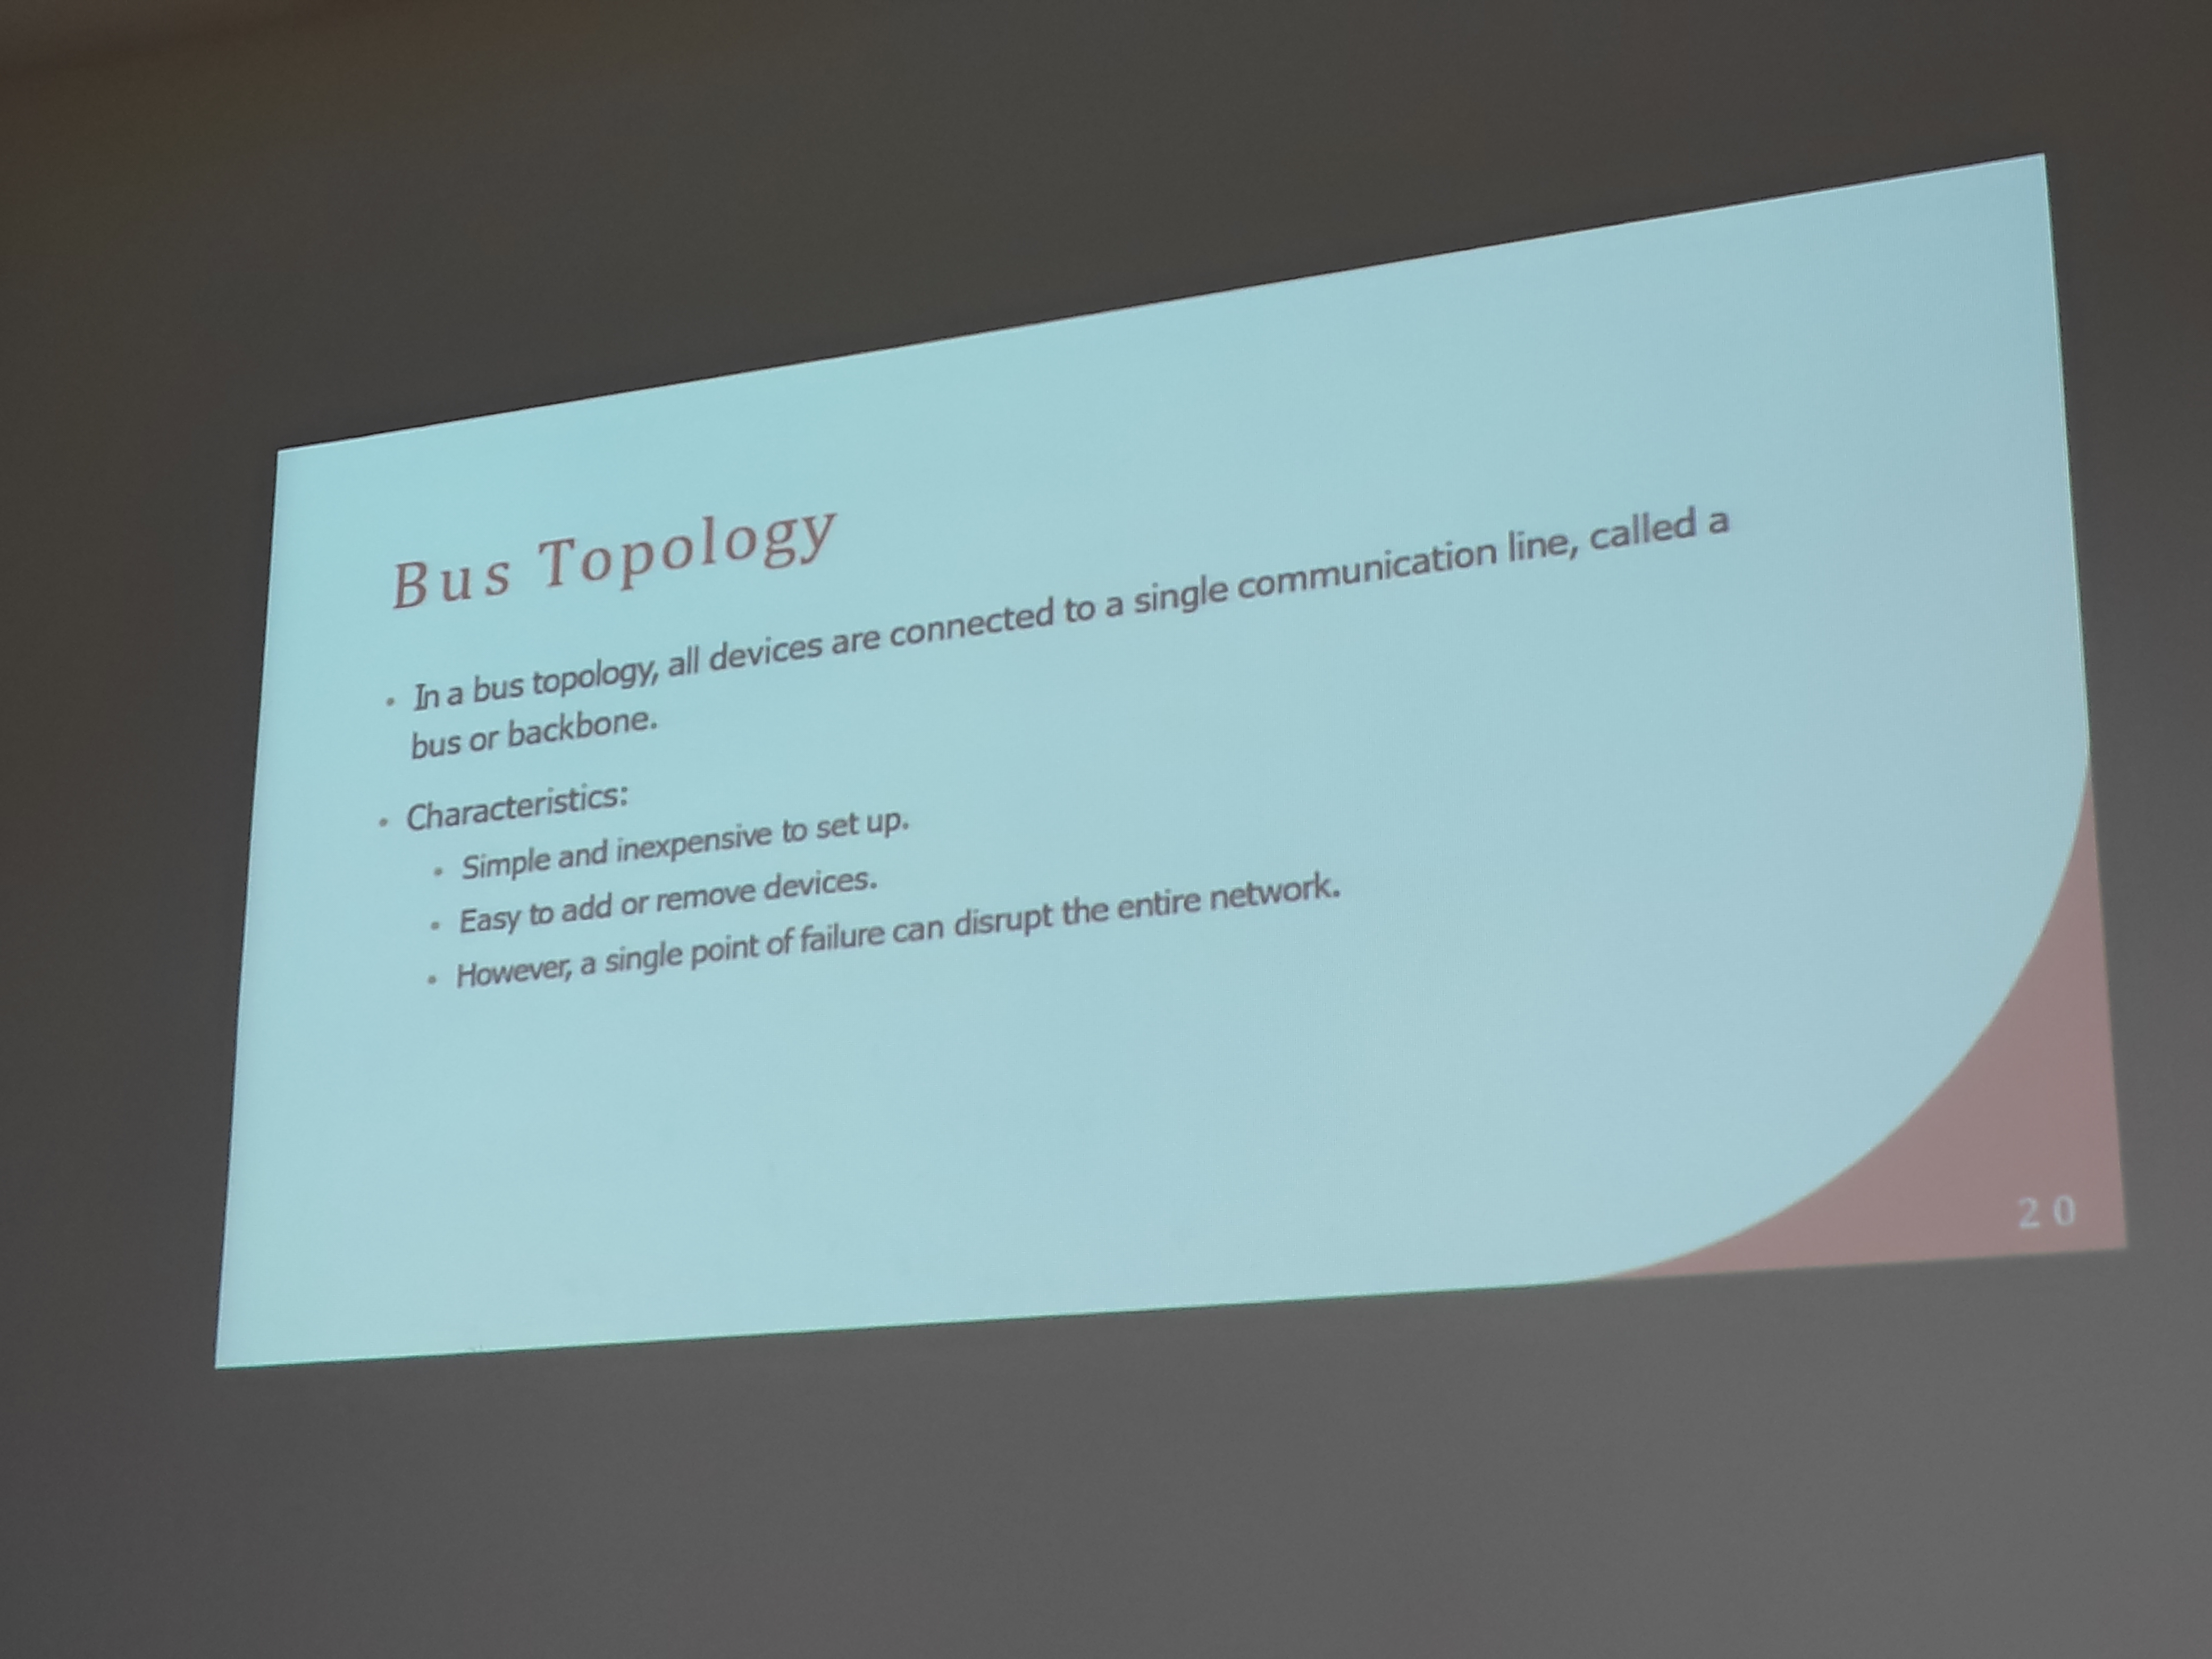 Bus Topology
• In a bus topology, all devices are connected to a single communication line, called a
bus or backbone.
• Characteristics:
• Simple and inexpensive to set up.
• Easy to add or remove devices.
• However, a single point of failure can disrupt the entire network.
20